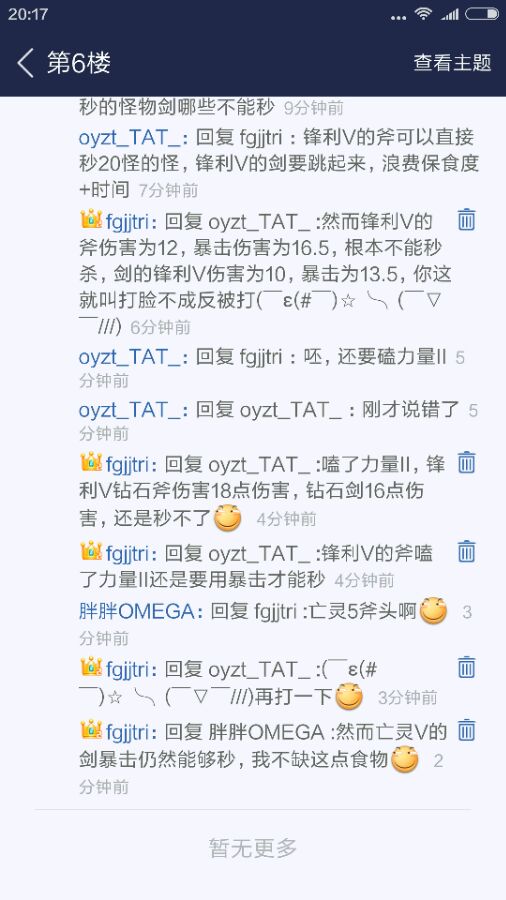 20:17
第6楼
查看主题
秒的怪物剑哪些不能秒 9分钟前
oyzt_TAT_: 回复 fgjjtri : 锋利V的斧可以直接
秒20怪的怪，锋利V的剑要跳起来，浪费保食度
+时间 7分钟前
fgjjtri: 回复 oyzt_TAT_ :然而锋利V的
斧伤害为12，暴击伤害为16.5，根本不能秒
杀，剑的锋利V伤害为10，暴击为13.5，你这
就叫打脸不成反被打(￣ε(#￣)☆╰╮(￣▽
￣///) 6分钟前
oyzt_TAT_: 回复 fgjjtri : 呸，还要磕力量II 5
分钟前
oyzt_TAT_: 回复 oyzt_TAT_ : 刚才说错了 5
分钟前
fgjjtri: 回复 oyzt_TAT_ :嗑了力量II，锋
利V钻石斧伤害18点伤害，钻石剑16点伤
害，还是秒不了 4分钟前
fgjjtri: 回复 oyzt_TAT_ :锋利V的斧嗑
了力量II还是要用暴击才能秒 4分钟前
胖胖OMEGA: 回复 fgjjtri :亡灵5斧头啊 3
分钟前
fgjjtri: 回复 oyzt_TAT_ :(￣ε(#
￣)☆╰╮(￣▽￣///)再打一下 3分钟前
fgjjtri: 回复 胖胖OMEGA :然而亡灵V的
剑暴击仍然能够秒，我不缺这点食物 2
分钟前
暂无更多